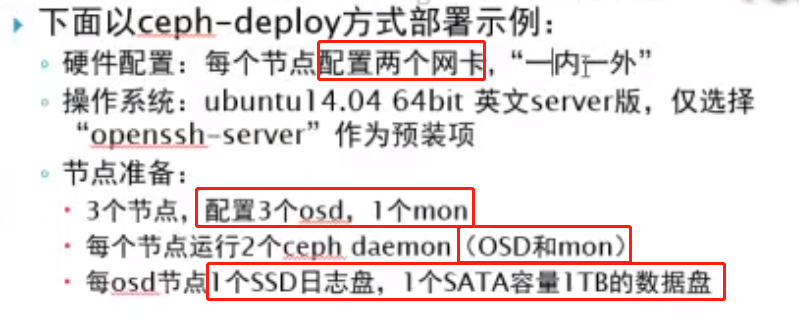 下面以ceph-deploy方式部署示例：
硬件配置：每个节点配置两个网卡，“一内一外”
操作系统：ubuntu14.04 64bit 英文server版，仅选择
“openssh-server”作为预装项
节点准备：
3个节点，配置3个osd，1个mon
每个节点运行2个ceph daemon（OSD和mon）
每osd节点1个SSD日志盘，1个SATA容量1TB的数据盘